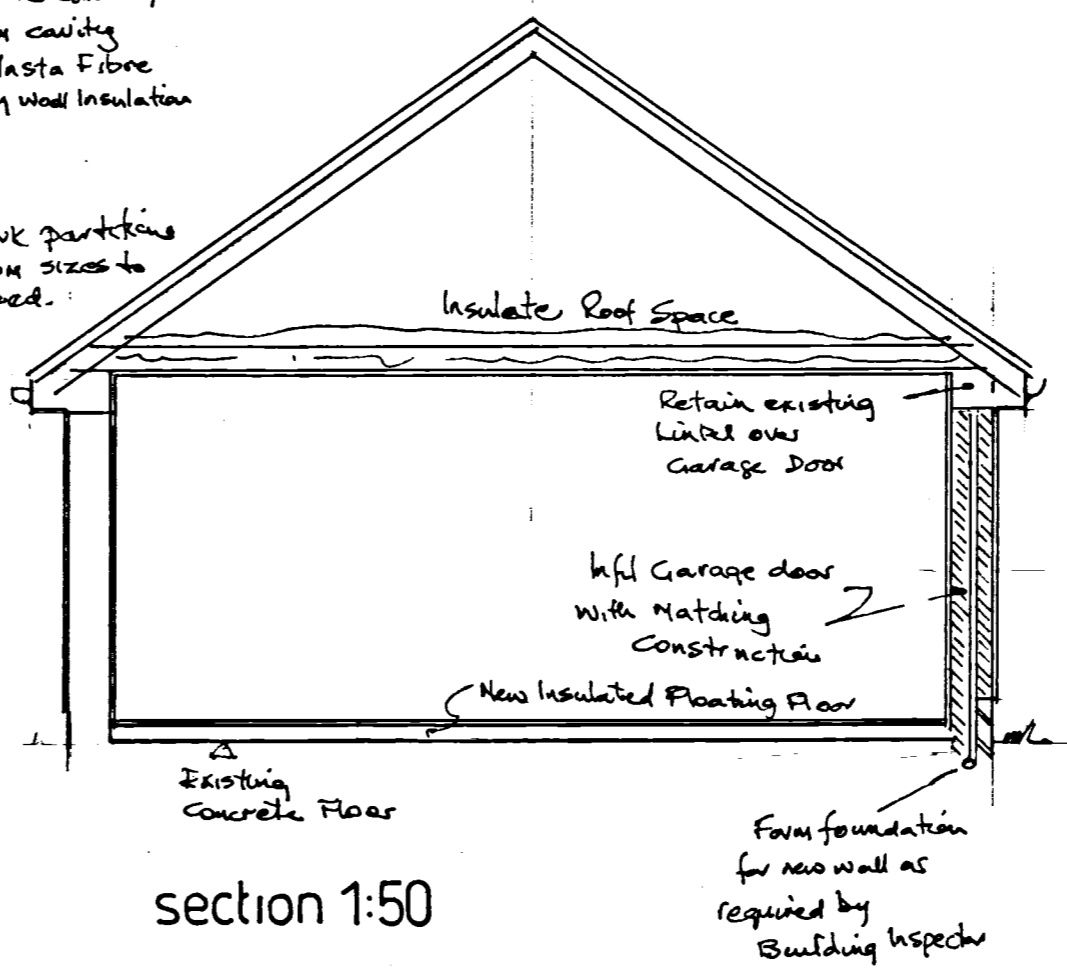 cavity
Fibre
Wall Insulation
partitions
sizes to
Insulate Roof Space
Retain existing
Lintel over
Garage Door
Infil Garage door
with Matching
Construction
New Insulated Floating Floor
Existing
Concrete Floor
Form foundation
for new wall as
required by
Building Inspector
section 1:50